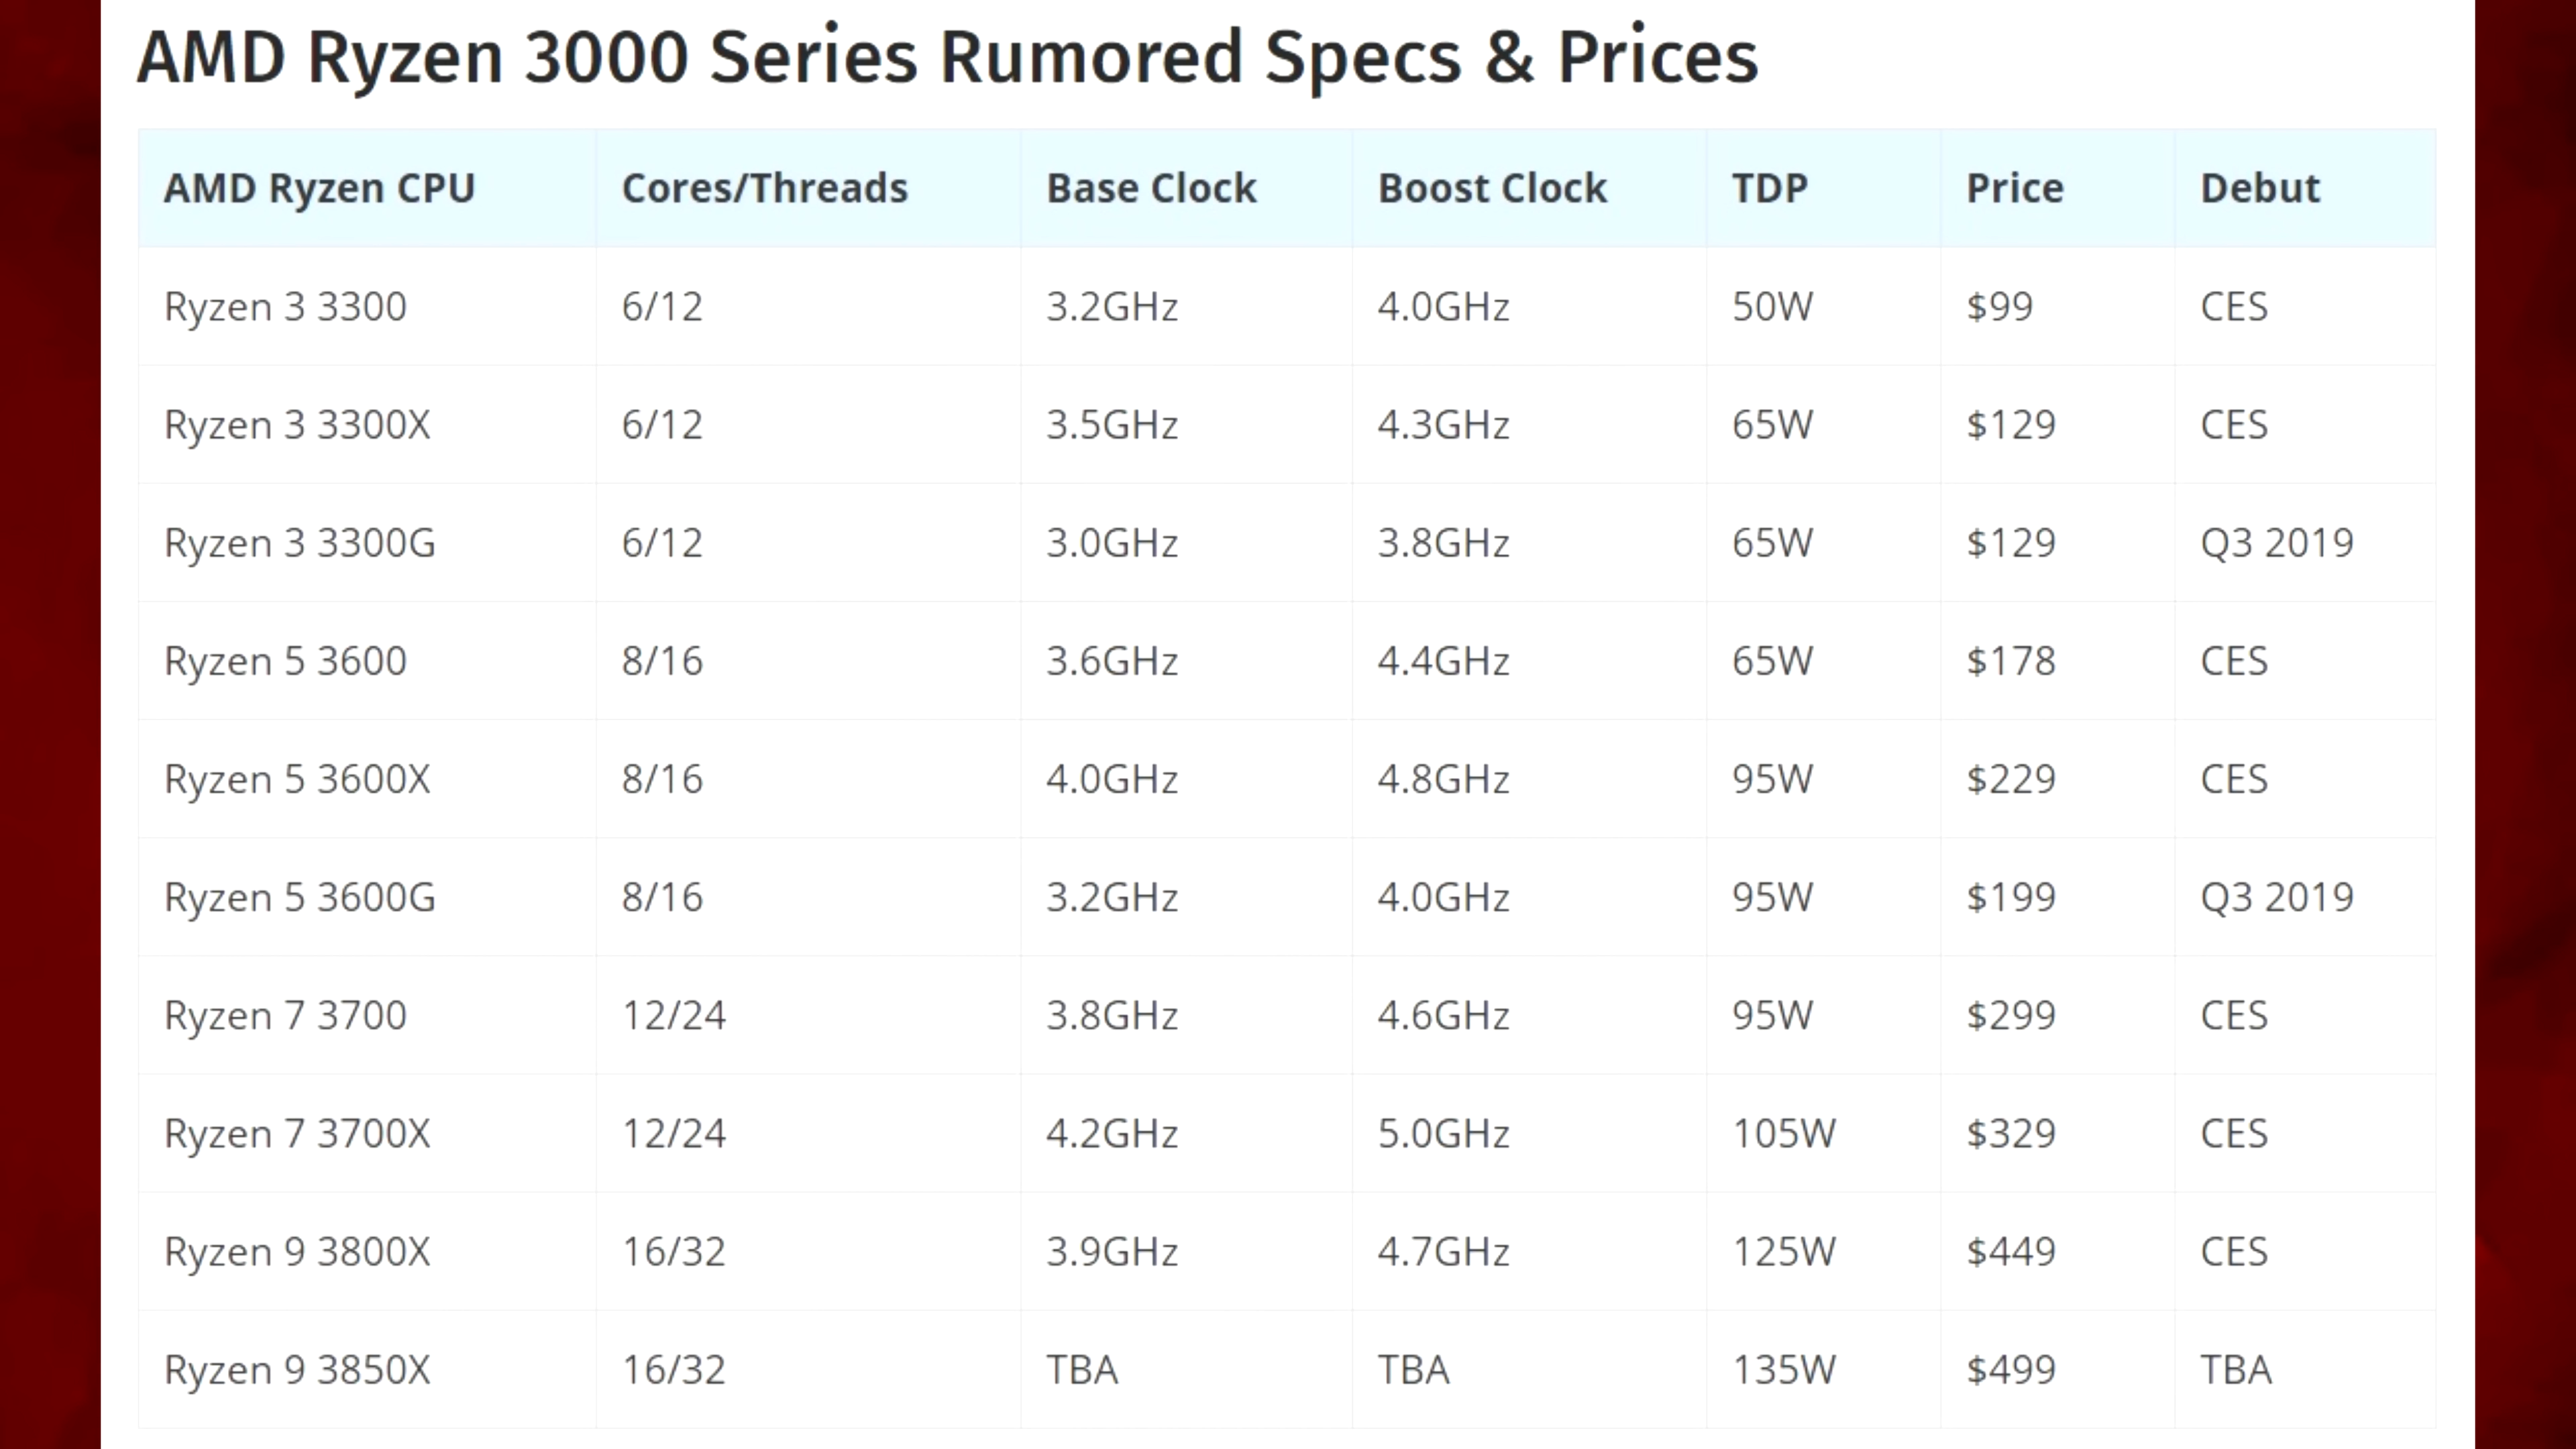 AMD Ryzen 3000 Series Rumored Specs & Prices
AMD Ryzen CPU Cores/Threads Base Clock Boost Clock TDP Price Debut
Ryzen 3 3300 6/12 3.2GHz 4.0GHz 50W $99 CES
Ryzen 3 3300X 6/12 3.5GHz 4.3GHz 65W $129 CES
Ryzen 3 3300G 6/12 3.0GHz 3.8GHz 65W $129 Q3 2019
Ryzen 5 3600 8/16 3.6GHz 4.4GHz 65W $178 CES
Ryzen 5 3600X 8/16 4.0GHz 4.8GHz 95W $229 CES
Ryzen 5 3600G 8/16 3.2GHz 4.0GHz 95W $199 Q3 2019
Ryzen 7 3700 12/24 3.8GHz 4.6GHz 95W $299 CES
Ryzen 7 3700X 12/24 4.2GHz 5.0GHz 105W $329 CES
Ryzen 9 3800X 16/32 3.9GHz 4.7GHz 125W $449 CES
Ryzen 9 3850X 16/32 TBA TBA 135W $499 TBA